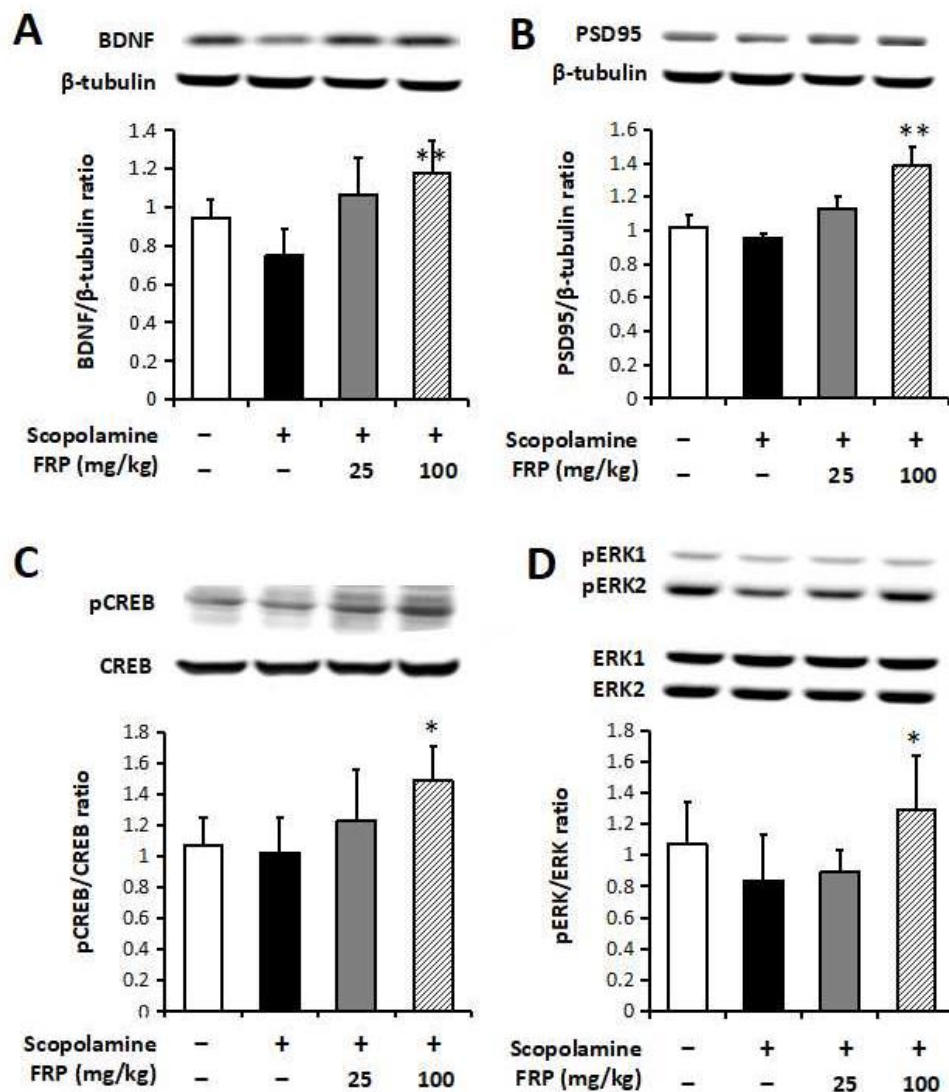 A
BDNF
β-tubulin
BDNF/β-tubulin ratio
1.4
1.2
1
0.8
0.6
0.4
0.2
0
**
Scopolamine – + + +
FRP (mg/kg) – – 25 100
B
PSD95
β-tubulin
PSD95/β-tubulin ratio
1.6
1.4
1.2
1
0.8
0.6
0.4
0.2
0
**
Scopolamine – + + +
FRP (mg/kg) – – 25 100
C
pCREB
CREB
pCREB/CREB ratio
1.8
1.6
1.4
1.2
1
0.8
0.6
0.4
0.2
0
*
Scopolamine – + + +
FRP (mg/kg) – – 25 100
D
pERK1
pERK2
ERK1
ERK2
pERK/ERK ratio
1.8
1.6
1.4
1.2
1
0.8
0.6
0.4
0.2
0
*
Scopolamine – + + +
FRP (mg/kg) – – 25 100